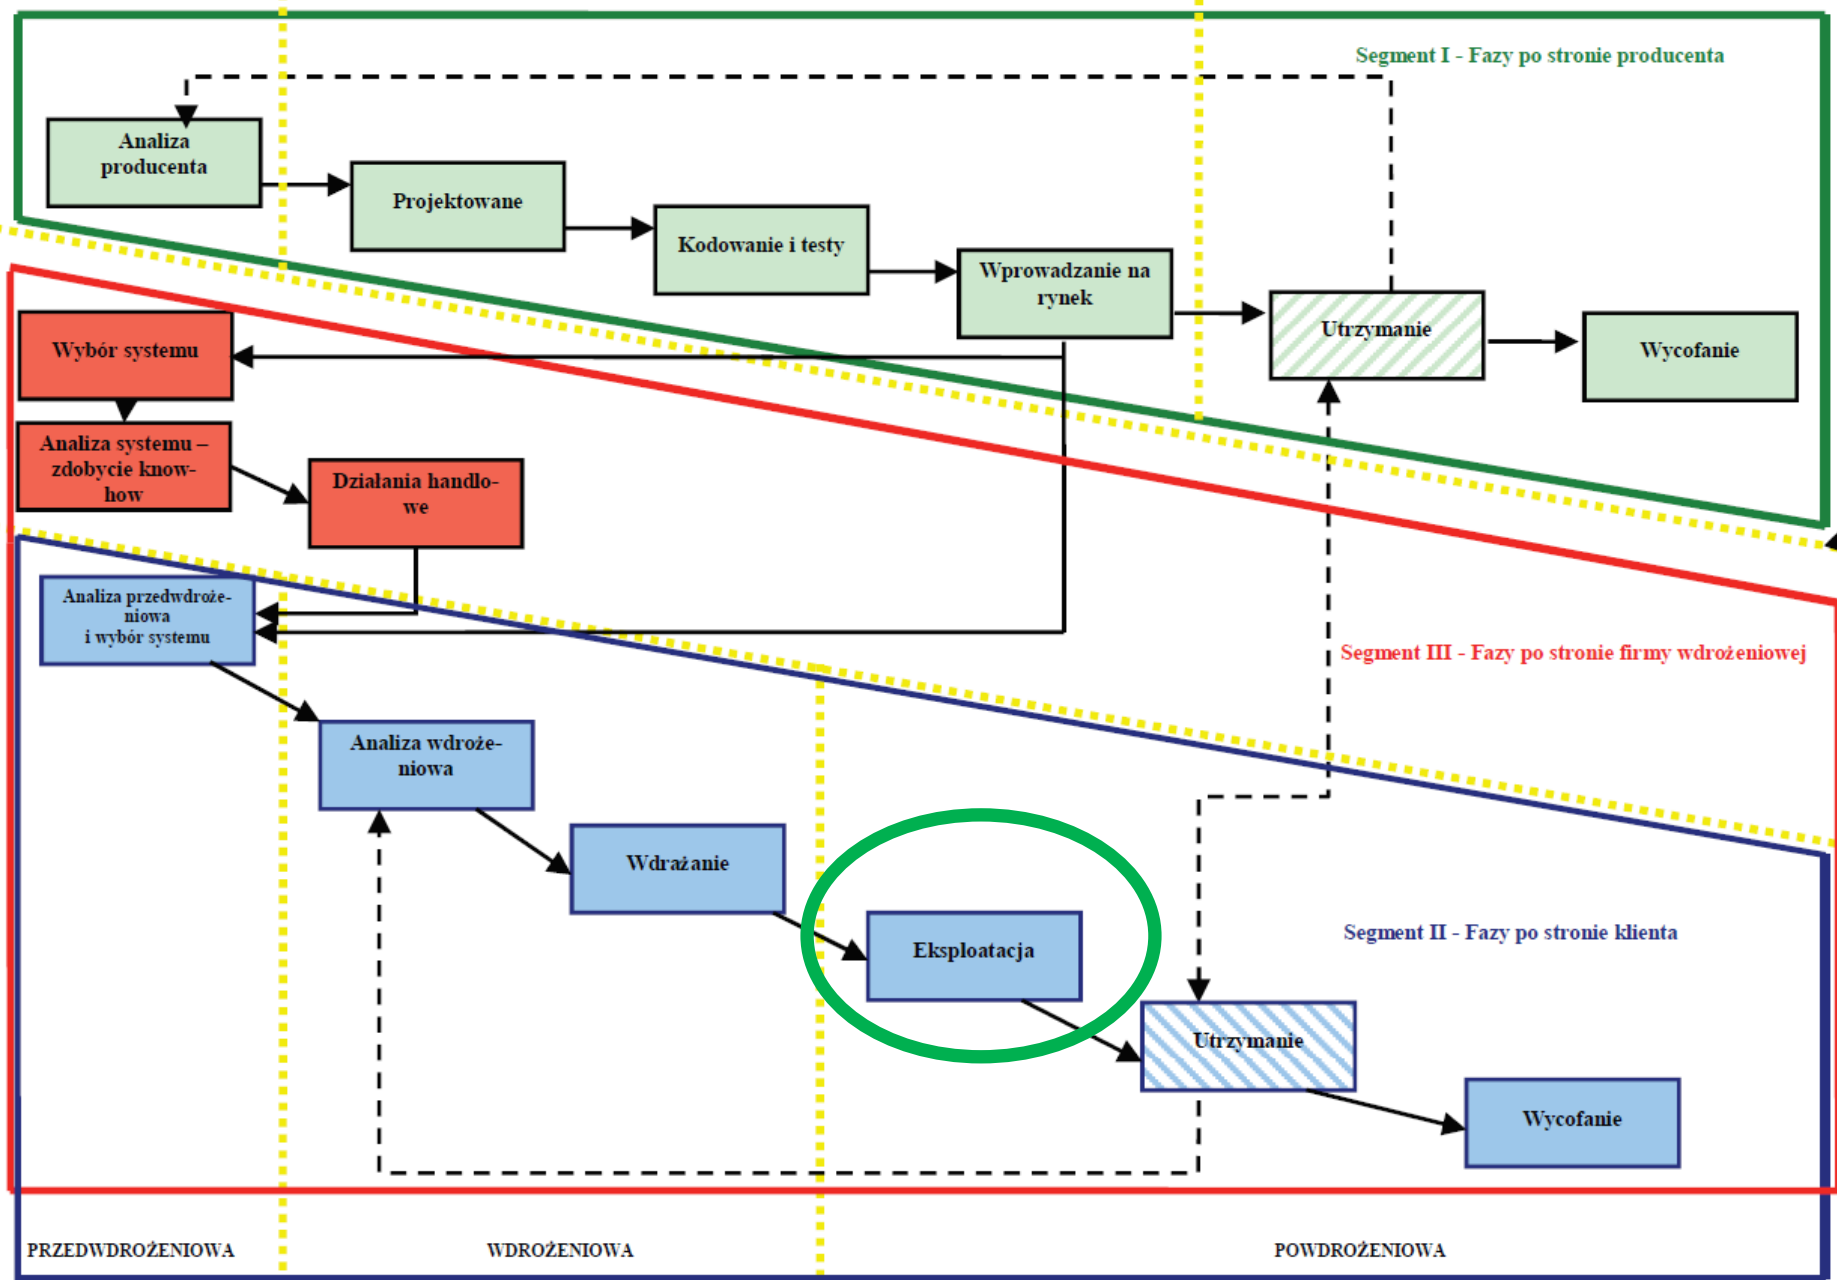 Segment I - Fazy po stronie producenta
Analiza
producenta
Projektowane
Kodowanie i testy
Wprowadzanie na
rynek
Utrzymanie
Wycofanie
Wybór systemu
Analiza systemu –
zdobycie know-
how
Działania handlo-
we
Analiza przedwdroże-
niowa
i wybór systemu
Segment III - Fazy po stronie firmy wdrożeniowej
Analiza wdroże-
niowa
Wdrażanie
Eksploatacja
Segment II - Fazy po stronie klienta
Utrzymanie
Wycofanie
PRZEDWDROŻENIOWA
WDROŻENIOWA
POWDROŻENIOWA